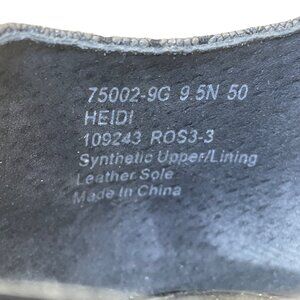 75002-9G 9.5N 50
HEIDI
109243 ROS3-3
Synthetic Upper/Lining
Leather Sole
Made In China